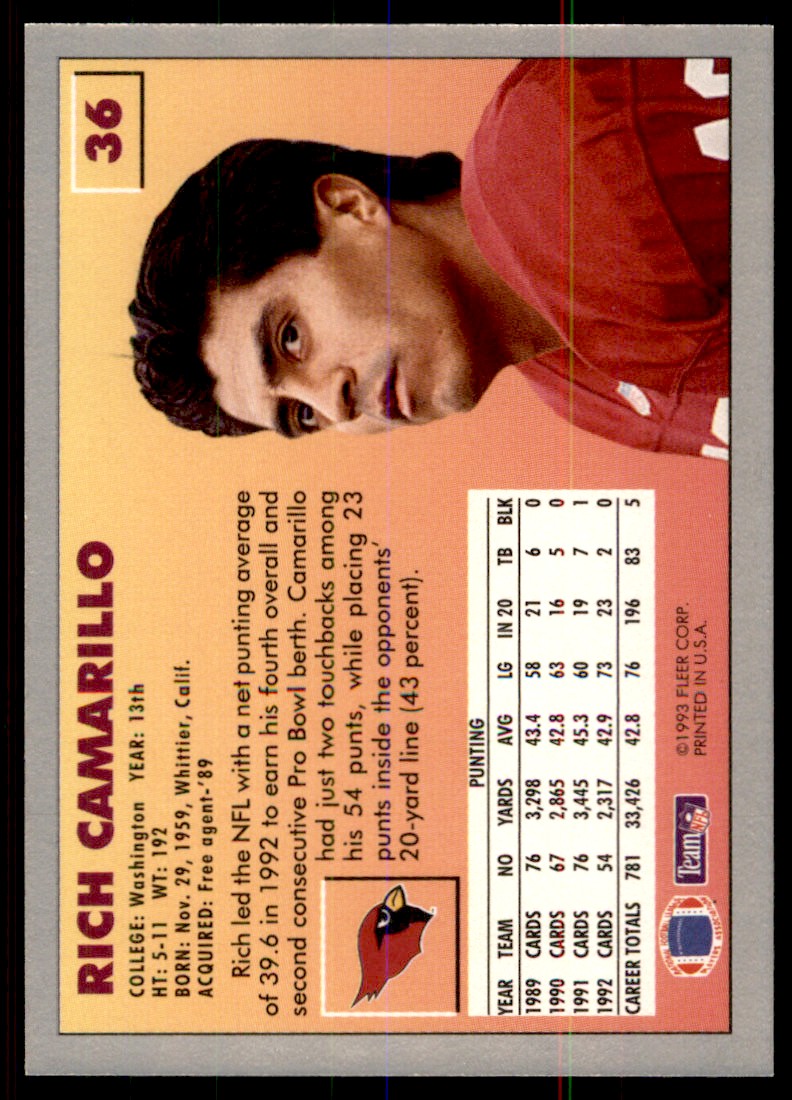 RICH CAMARILLO
36
COLLEGE: Washington YEAR: 13th
HT: 5-11 WT: 192
BORN: Nov. 29, 1959, Whittier, Calif.
ACQUIRED: Free agent-'89
Rich led the NFL with a net punting average
of 39.6 in 1992 to earn his fourth overall and
second consecutive Pro Bowl berth. Camarillo
had just two touchbacks among
his 54 punts, while placing 23
punts inside the opponents'
20-yard line (43 percent).
PUNTING
YEAR TEAM NO YARDS AVG LG IN 20 TB BLK
1989 CARDS 76 3,298 43.4 58 21 6 0
1990 CARDS 67 2,865 42.8 63 16 5 0
1991 CARDS 76 3,445 45.3 60 19 7 1
1992 CARDS 54 2,317 42.9 73 23 2 0
CAREER TOTALS 781 33,426 42.8 76 196 83 5
NATIONAL FOOTBALL LEAGUE
PLAYERS ASSOCIATION
Team NFL
©1993 FLEER CORP.
PRINTED IN U.S.A.